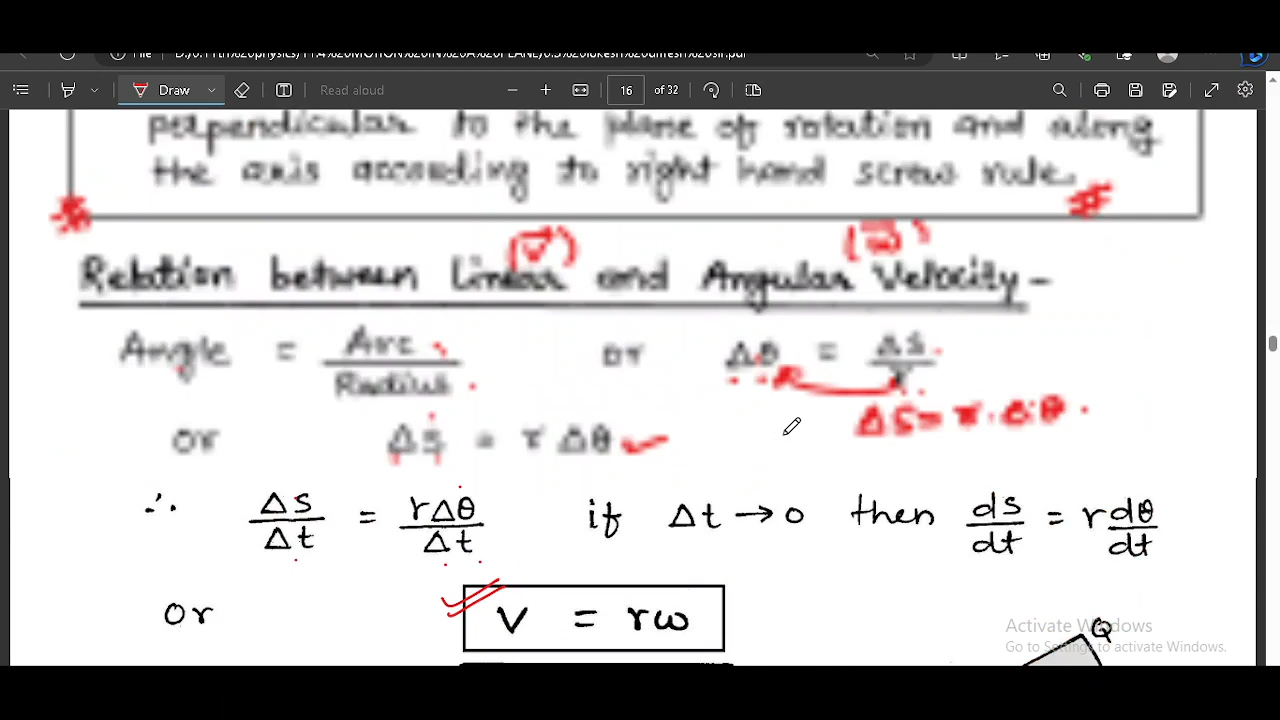 Draw
Read aloud
16 of 32
perpendicular to the plane of rotation and along
the axis according to right hand screw rule.
(v⃗) (ω⃗)
Relation between Linear and Angular Velocity -
Angle = Arc / Radius or Δθ = Δs / r
Δs = r · Δθ
or Δs = r Δθ
∴ Δs/Δt = rΔθ/Δt if Δt → 0 then ds/dt = r dθ/dt
or V = rω
Q
Activate Windows
Go to Settings to activate Windows.